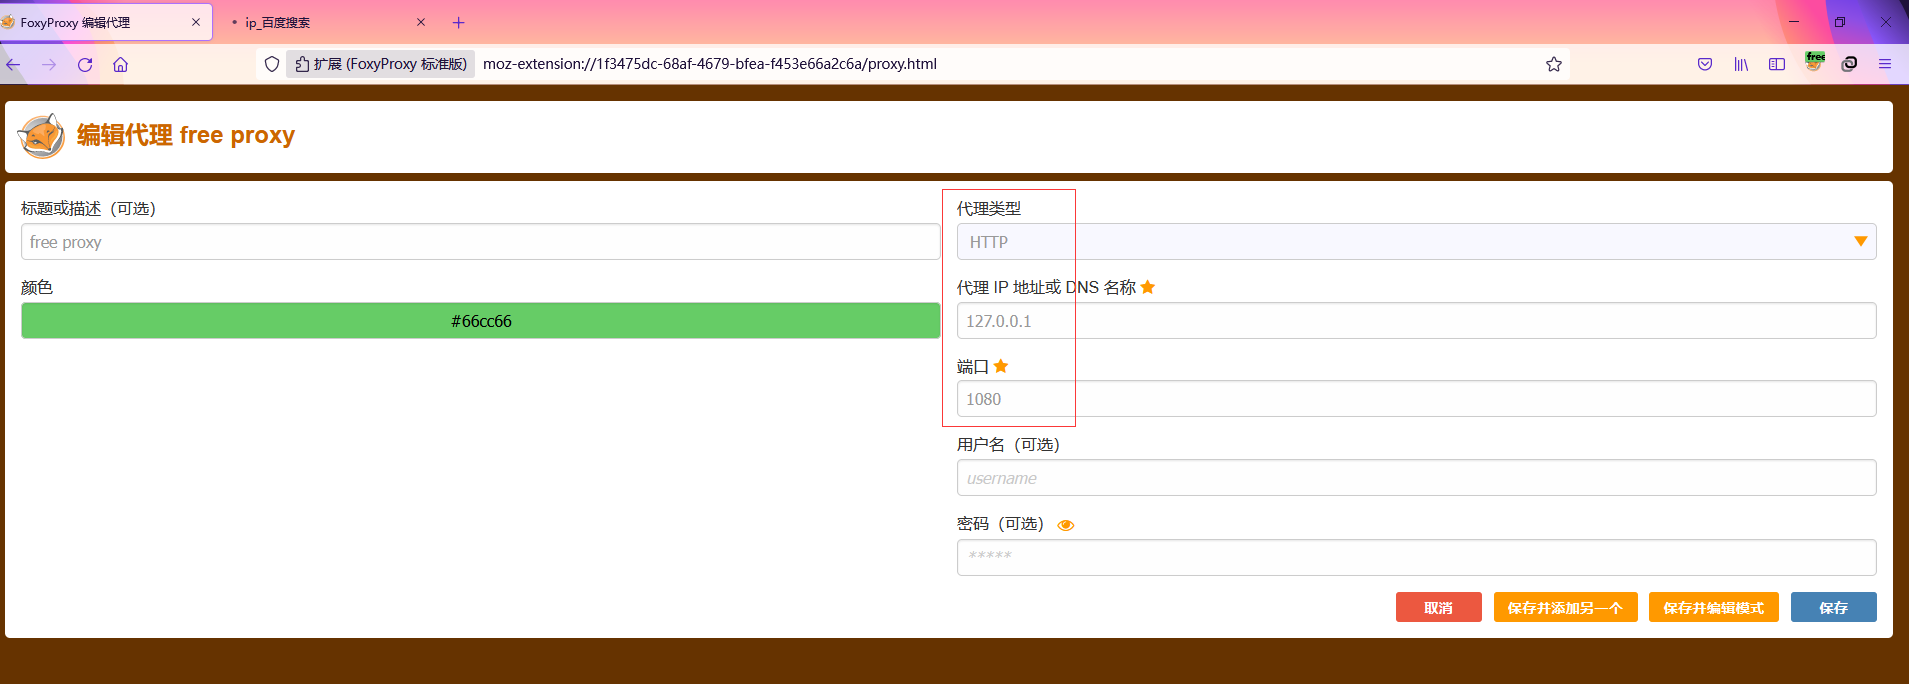 FoxyProxy 编辑代理
ip_百度搜索
扩展 (FoxyProxy 标准版)
moz-extension://1f3475dc-68af-4679-bfea-f453e66a2c6a/proxy.html
free
编辑代理 free proxy
标题或描述（可选）
free proxy
颜色
#66cc66
代理类型
HTTP
代理 IP 地址或 DNS 名称
127.0.0.1
端口
1080
用户名（可选）
username
密码（可选）
*****
取消
保存并添加另一个
保存并编辑模式
保存